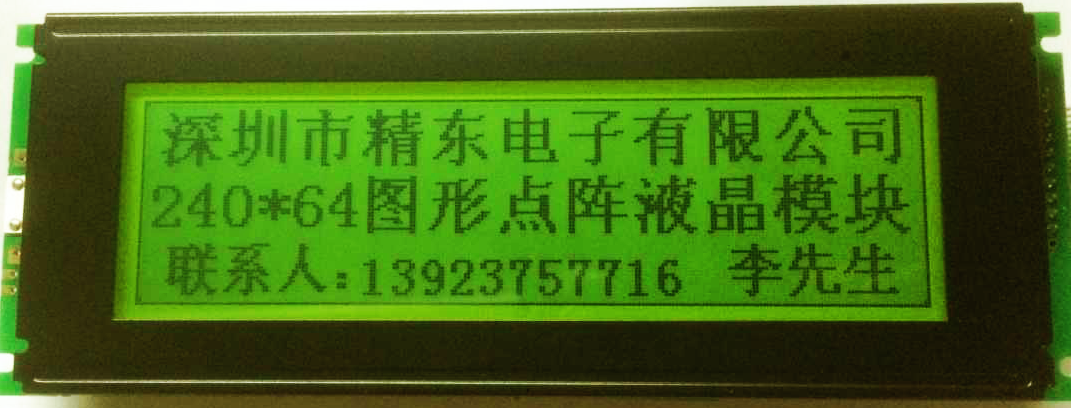 深圳市精东电子有限公司
240*64图形点阵液晶模块
联系人:13923757716 李先生